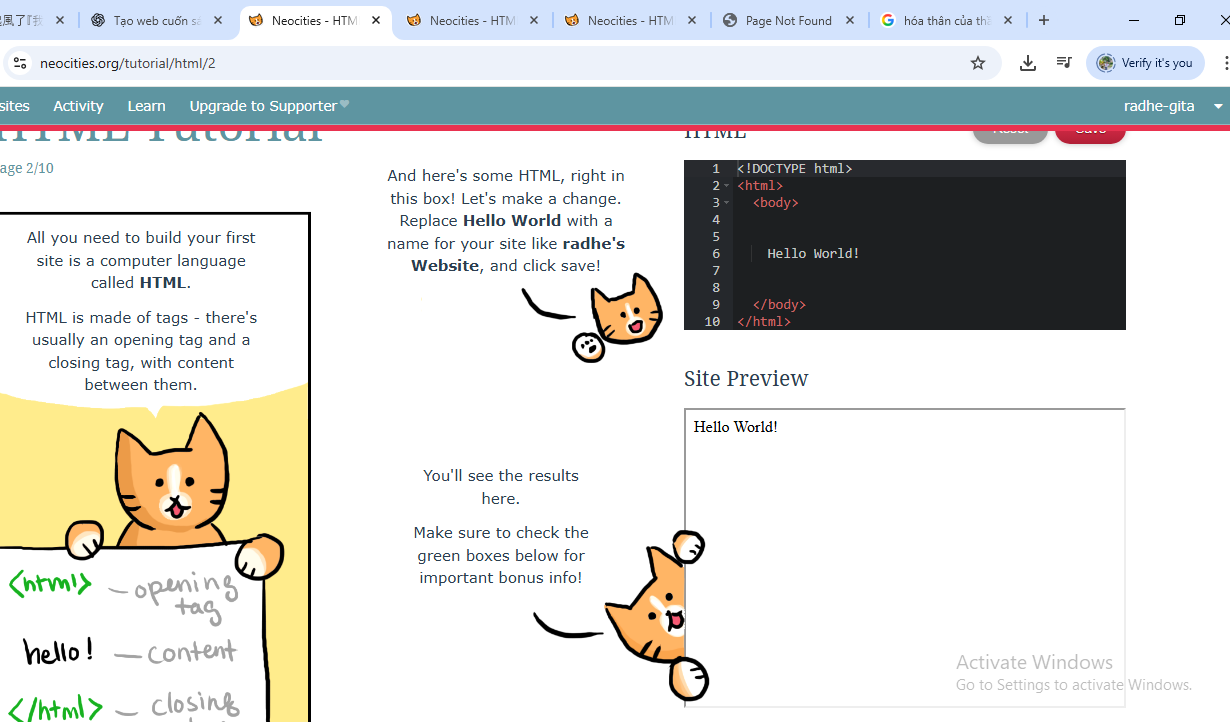 起風了『我
Tạo web cuốn sá
Neocities - HTM
Neocities - HTM
Neocities - HTM
Page Not Found
hóa thân của thầ
neocities.org/tutorial/html/2
Verify it's you
sites
Activity
Learn
Upgrade to Supporter
radhe-gita
HTML Tutorial
HTML
Reset
Save
age 2/10
All you need to build your first
site is a computer language
called HTML.
HTML is made of tags - there's
usually an opening tag and a
closing tag, with content
between them.
<html> — opening
tag
hello! — content
</html> — closing
And here's some HTML, right in
this box! Let's make a change.
Replace Hello World with a
name for your site like radhe's
Website, and click save!
1 <!DOCTYPE html>
2 <html>
3 <body>
4
5
6 Hello World!
7
8
9 </body>
10 </html>
You'll see the results
here.
Make sure to check the
green boxes below for
important bonus info!
Site Preview
Hello World!
Activate Windows
Go to Settings to activate Windows.